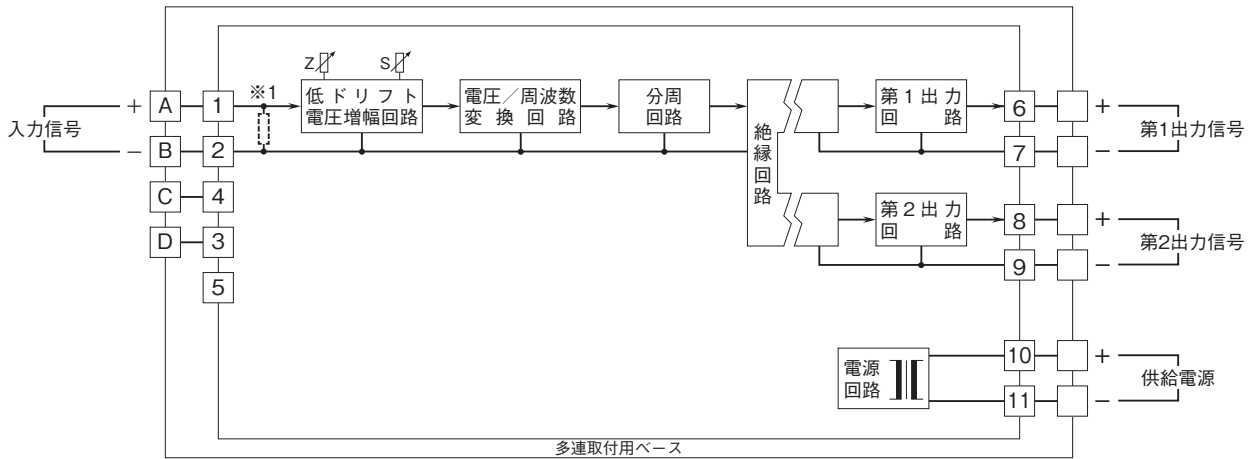 Z
S
※1
低ドリフト
電圧増幅回路
電圧／周波数
変換回路
分周
回路
絶縁回路
第1出力
回路
第2出力
回路
入力信号
+
A
1
−
B
2
C
4
D
3
5
6
+
7
−
第1出力信号
8
+
9
−
第2出力信号
電源
回路
10
+
11
−
供給電源
多連取付用ベース